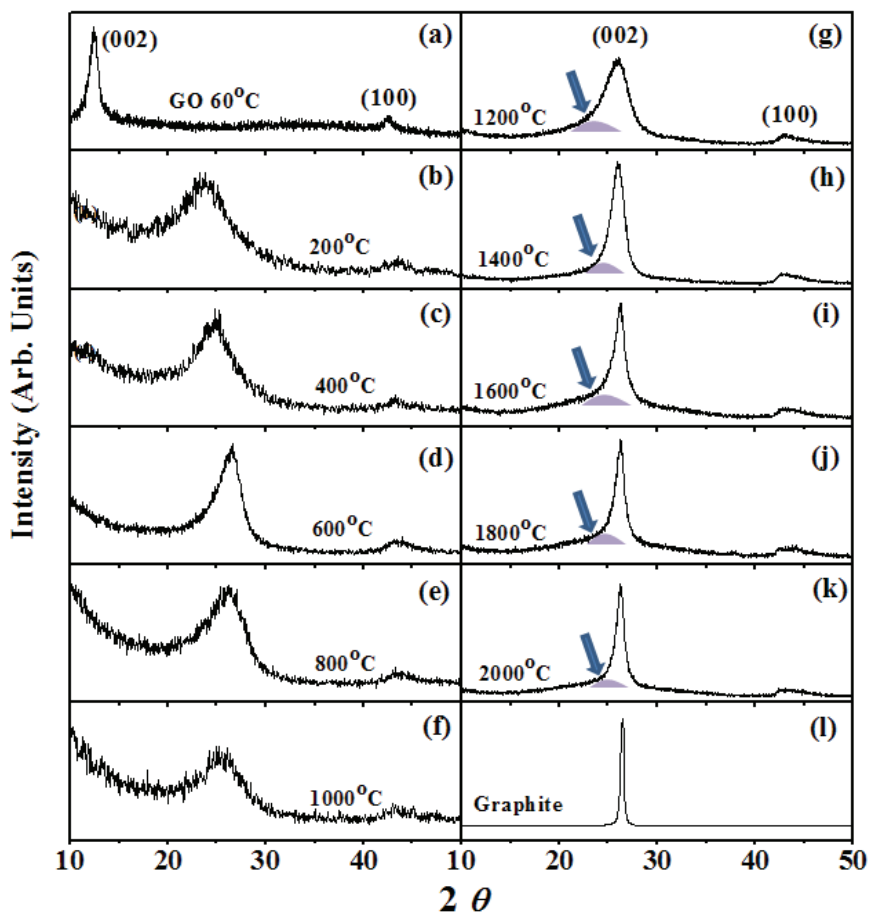 (a)
(002)
GO 60°C
(100)
(b)
200°C
(c)
400°C
(d)
600°C
(e)
800°C
(f)
1000°C
(g)
(002)
1200°C
(100)
(h)
1400°C
(i)
1600°C
(j)
1800°C
(k)
2000°C
(l)
Graphite
10 20 30 40 10 20 30 40 50
2 θ
Intensity (Arb. Units)